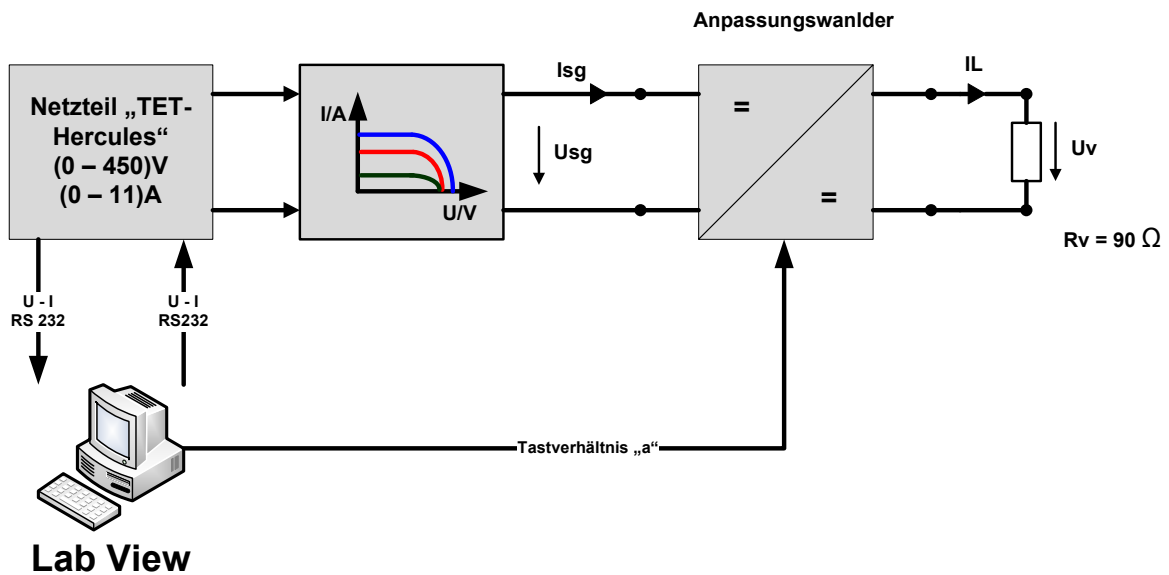 Anpassungswanlder
Netzteil „TET-
Hercules“
(0 – 450)V
(0 – 11)A
I/A
U/V
Isg
Usg
=
=
IL
Uv
Rv = 90 Ω
U - I
RS 232
U - I
RS232
Tastverhältnis „a“
Lab View